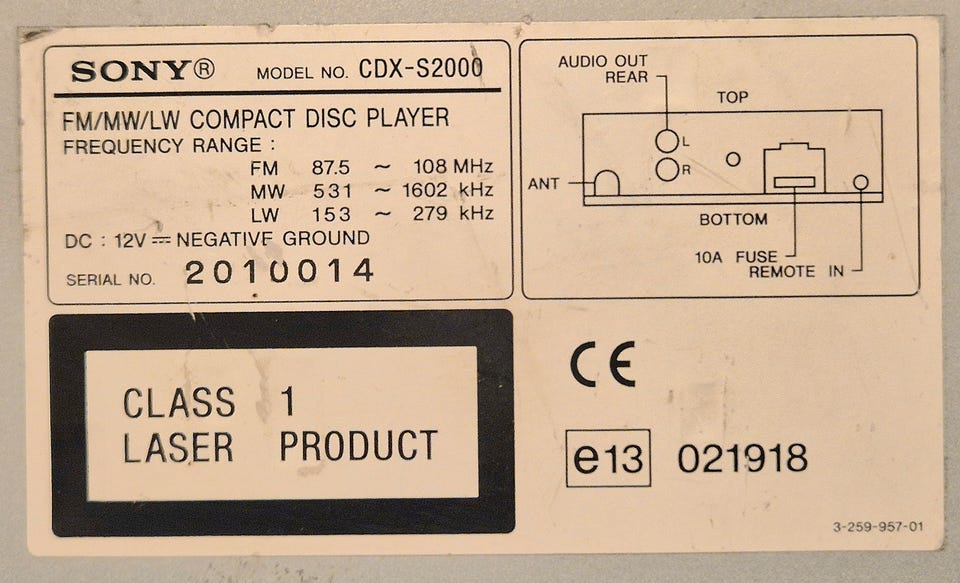 SONY® MODEL NO. CDX-S2000
FM/MW/LW COMPACT DISC PLAYER
FREQUENCY RANGE :
FM 87.5 ~ 108 MHz
MW 531 ~ 1602 kHz
LW 153 ~ 279 kHz
DC : 12V ⎓ NEGATIVE GROUND
SERIAL NO. 2010014
AUDIO OUT
REAR
TOP
L
R
ANT
BOTTOM
10A FUSE
REMOTE IN
CLASS 1
LASER PRODUCT
CE
e13 021918
3-259-957-01